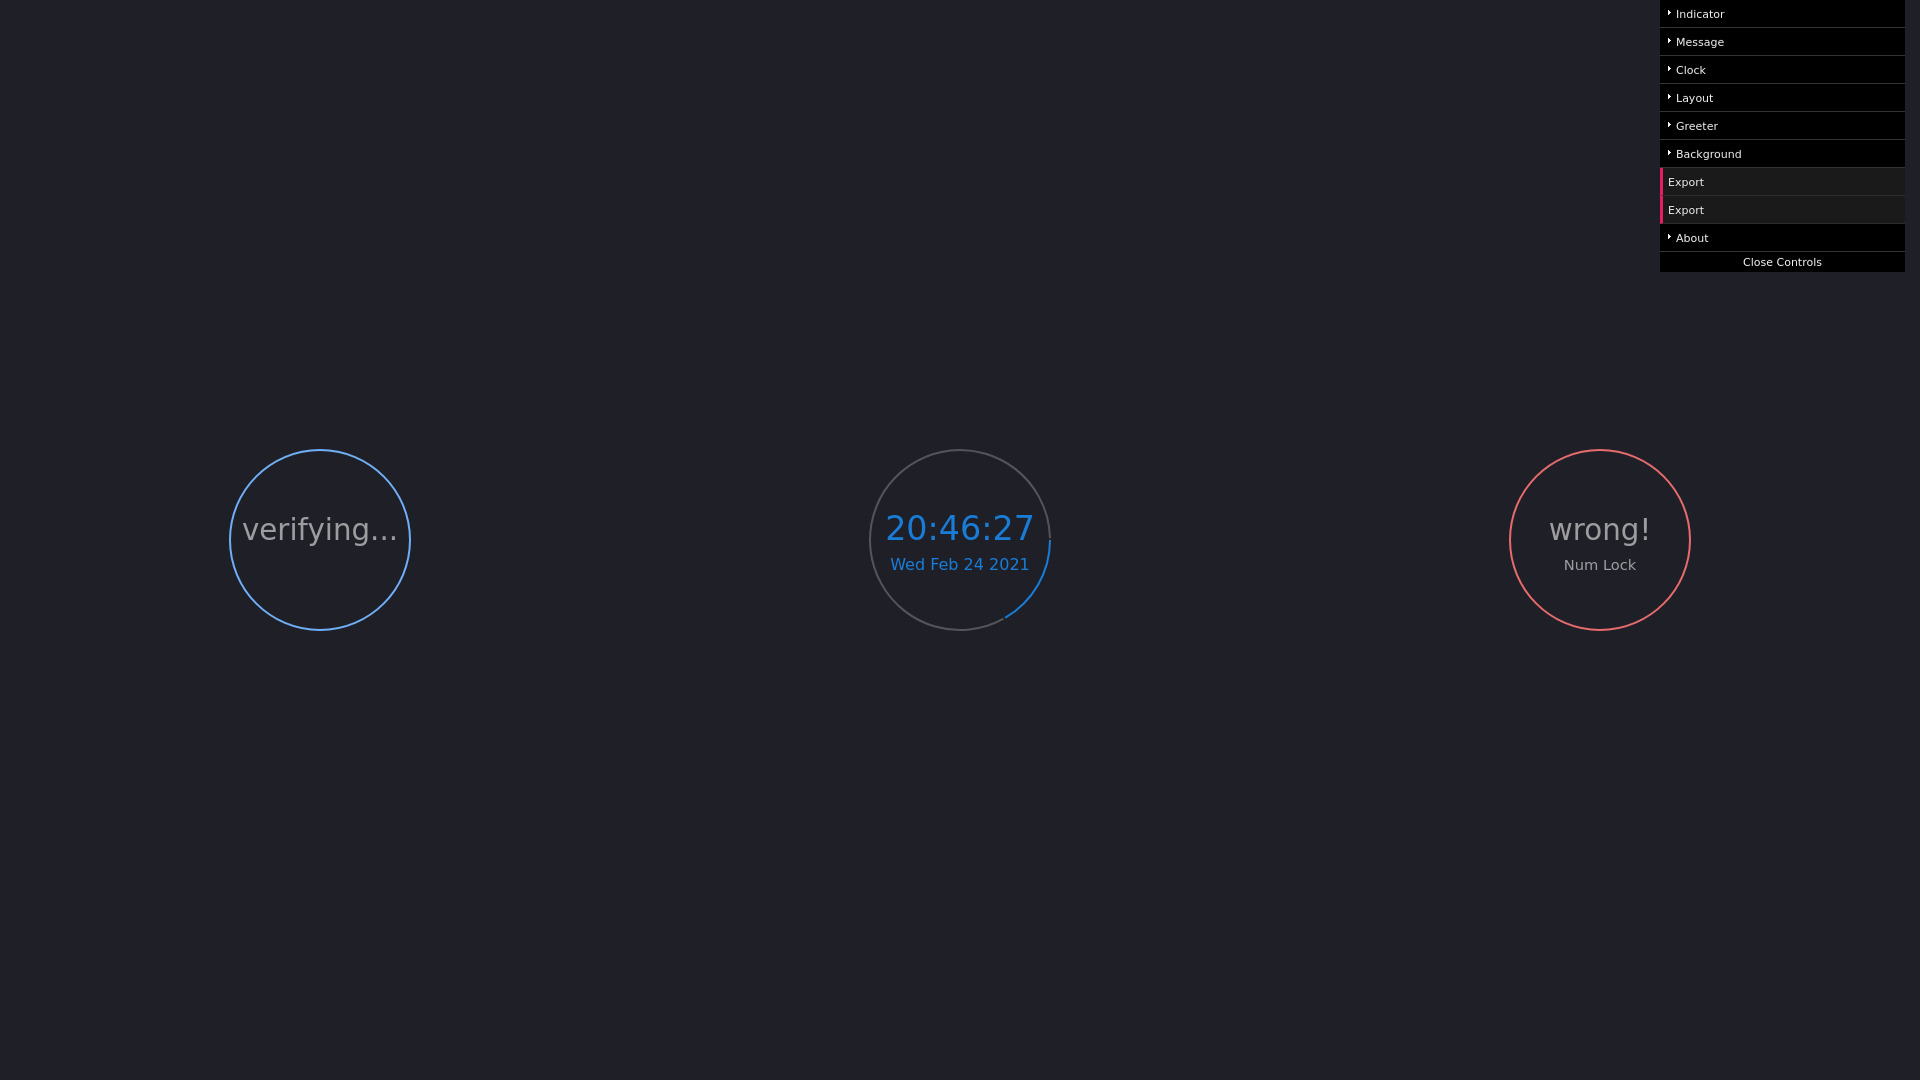 Indicator
Message
Clock
Layout
Greeter
Background
Export
Export
About
Close Controls
verifying...
20:46:27
Wed Feb 24 2021
wrong!
Num Lock